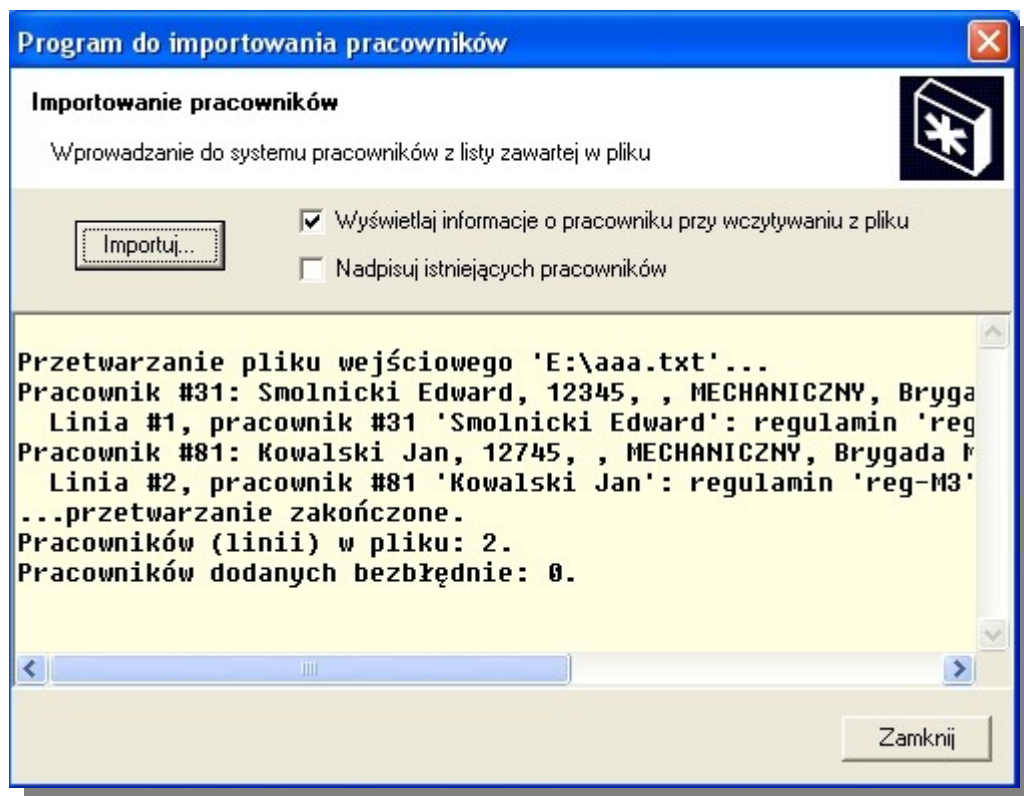 Program do importowania pracowników
Importowanie pracowników
Wprowadzanie do systemu pracowników z listy zawartej w pliku
Importuj...
Wyświetlaj informacje o pracowniku przy wczytywaniu z pliku
Nadpisuj istniejących pracowników
Przetwarzanie pliku wejściowego 'E:\aaa.txt'...
Pracownik #31: Smolnicki Edward, 12345, , MECHANICZNY, Bryga
Linia #1, pracownik #31 'Smolnicki Edward': regulamin 'reg
Pracownik #81: Kowalski Jan, 12745, , MECHANICZNY, Brygada
Linia #2, pracownik #81 'Kowalski Jan': regulamin 'reg-M3'
...przetwarzanie zakończone.
Pracowników (linii) w pliku: 2.
Pracowników dodanych bezbłędnie: 0.
Zamknij